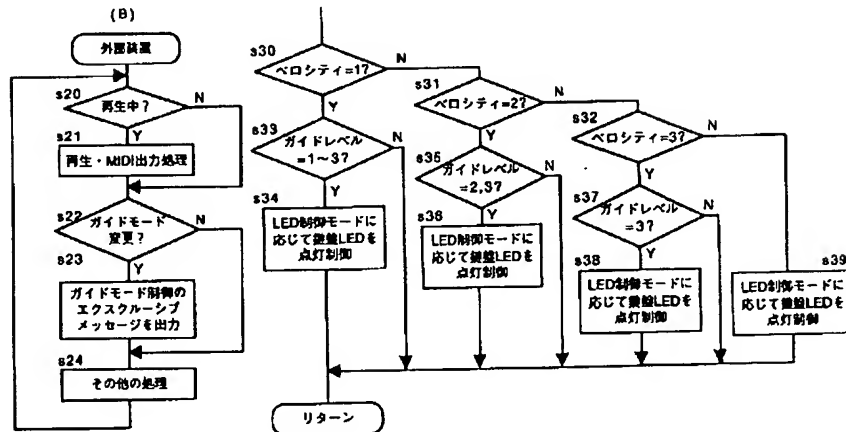 (B)
外部装置
s20
再生中?
N
Y
s21
再生・MIDI出力処理
s22
ガイドモード
変更?
N
Y
s23
ガイドモード制御の
エクスクルーシブ
メッセージを出力
s24
その他の処理
s30
ベロシティ=1?
N
Y
s33
ガイドレベル
=1~3?
N
Y
s34
LED制御モードに
応じて鍵盤LEDを
点灯制御
s31
ベロシティ=2?
N
Y
s35
ガイドレベル
=2,3?
N
Y
s36
LED制御モードに
応じて鍵盤LEDを
点灯制御
s32
ベロシティ=3?
N
Y
s37
ガイドレベル
=3?
N
Y
s38
LED制御モードに
応じて鍵盤LEDを
点灯制御
s39
LED制御モードに
応じて鍵盤LEDを
点灯制御
リターン